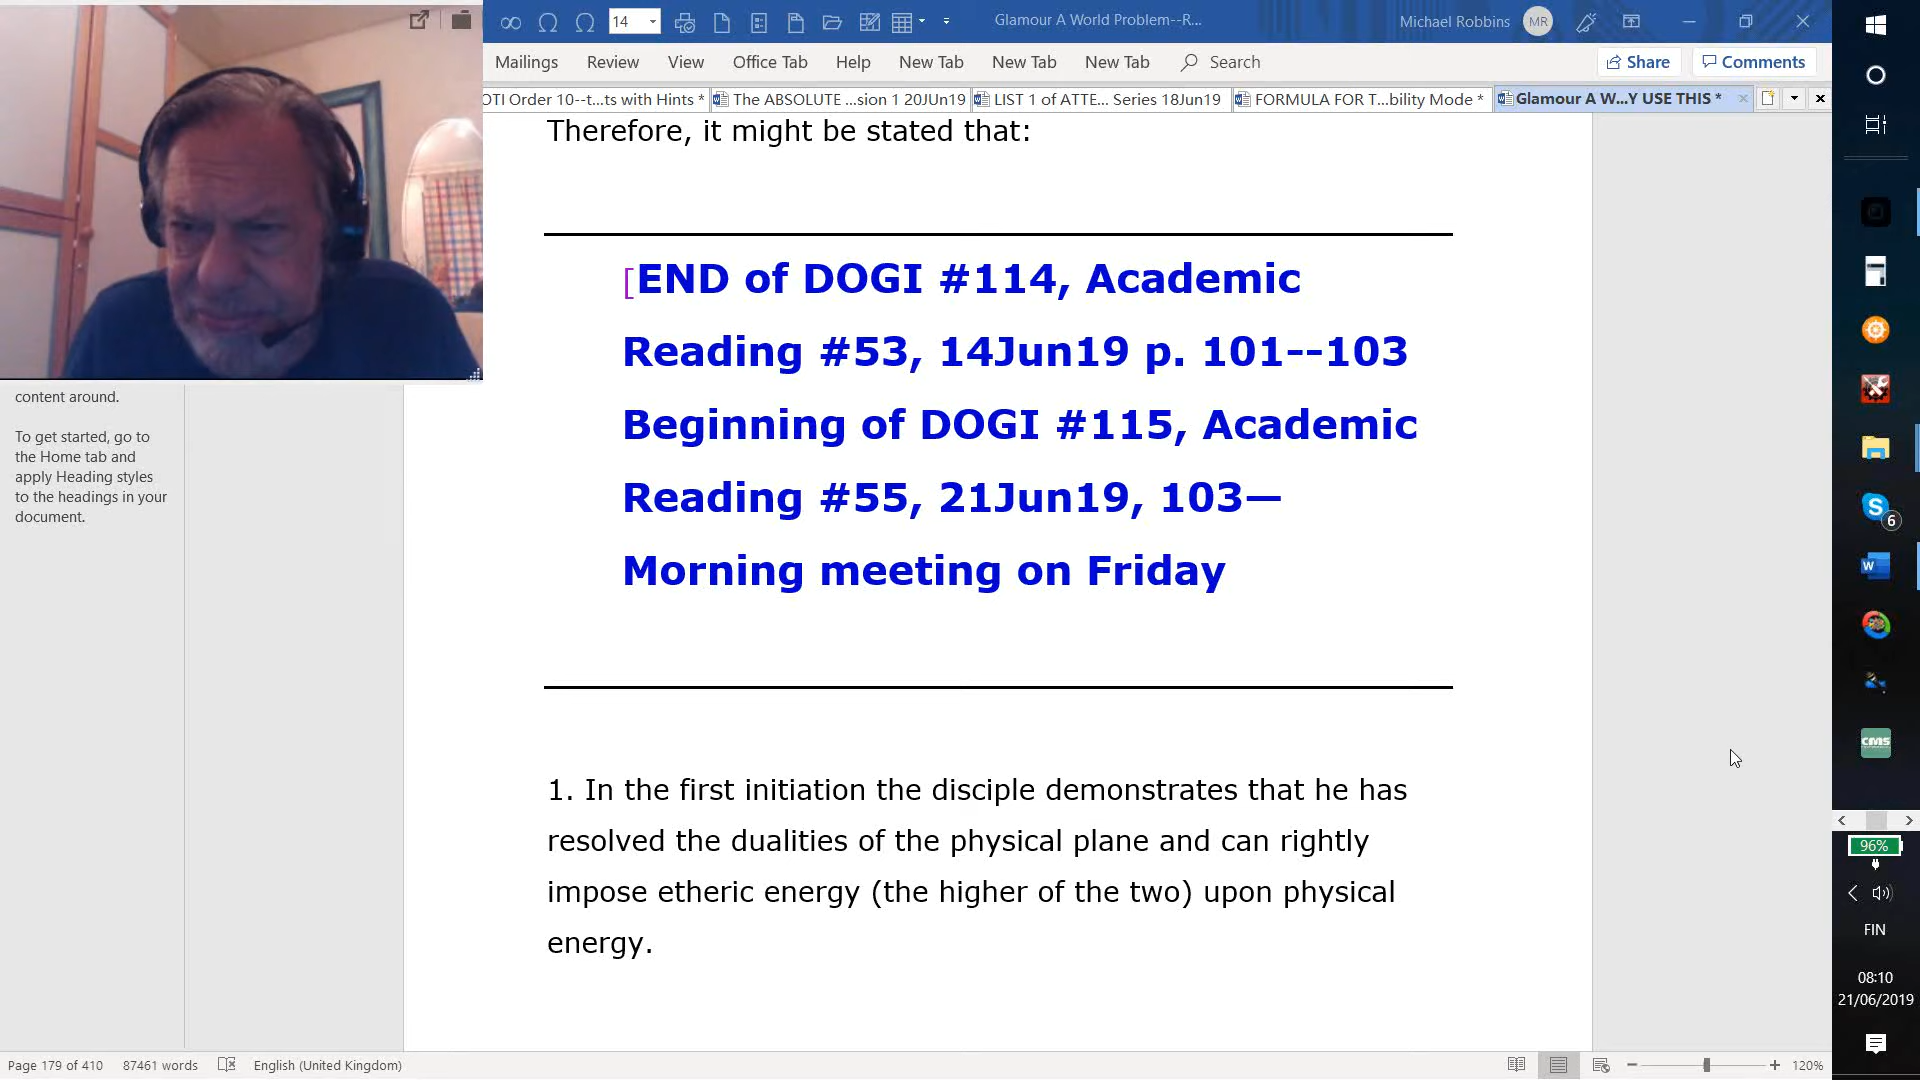 14
Glamour A World Problem--R...
Michael Robbins
MR
Mailings Review View Office Tab Help New Tab New Tab New Tab Search
Share
Comments
OTI Order 10--t...ts with Hints *
The ABSOLUTE ...sion 1 20JUn19
LIST 1 of ATTE... Series 18Jun19
FORMULA FOR T...bility Mode *
Glamour A W...Y USE THIS *
Therefore, it might be stated that:
[END of DOGI #114, Academic
Reading #53, 14Jun19 p. 101--103
Beginning of DOGI #115, Academic
Reading #55, 21Jun19, 103—
Morning meeting on Friday
1. In the first initiation the disciple demonstrates that he has
resolved the dualities of the physical plane and can rightly
impose etheric energy (the higher of the two) upon physical
energy.
content around.
To get started, go to
the Home tab and
apply Heading styles
to the headings in your
document.
6
CMS
96%
FIN
08:10
21/06/2019
Page 179 of 410
87461 words
English (United Kingdom)
120%